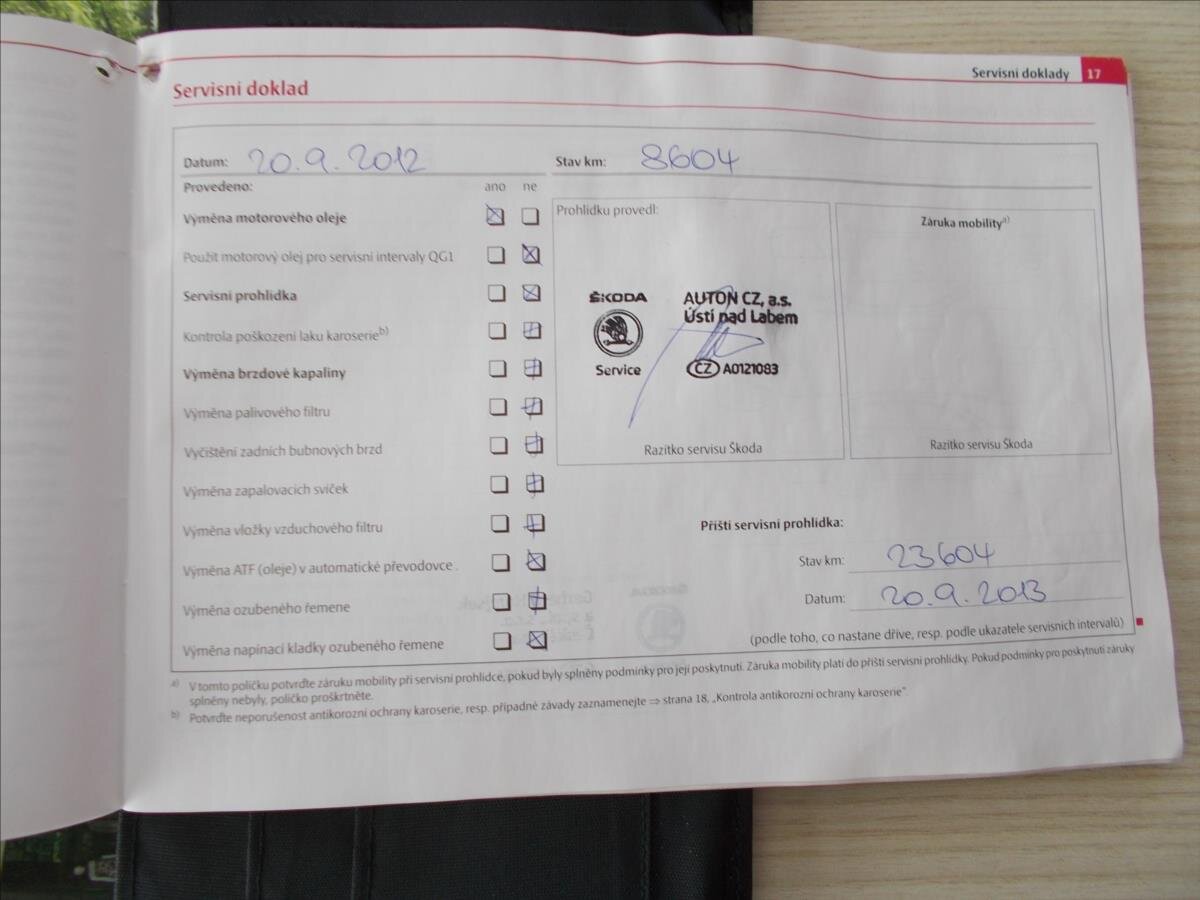 Servisní doklady 17
Servisní doklad
Datum: 20.9.2012 Stav km: 8604
Provedeno: ano ne
Výměna motorového oleje
Použit motorový olej pro servisní intervaly QG1
Servisní prohlídka
Kontrola poškození laku karoserie b)
Výměna brzdové kapaliny
Výměna palivového filtru
Vyčištění zadních bubnových brzd
Výměna zapalovacích svíček
Výměna vložky vzduchového filtru
Výměna ATF (oleje) v automatické převodovce .
Výměna ozubeného řemene
Výměna napínací kladky ozubeného řemene
Prohlídku provedl:
ŠKODA
Service
AUTON CZ, a.s.
Ústí nad Labem
CZ A0121083
Razítko servisu Škoda
Záruka mobility a)
Razítko servisu Škoda
Příští servisní prohlídka:
Stav km: 23604
Datum: 20.9.2013
(podle toho, co nastane dříve, resp. podle ukazatele servisních intervalů)
a) V tomto políčku potvrďte záruku mobility při servisní prohlídce, pokud byly splněny podmínky pro její poskytnutí. Záruka mobility platí do příští servisní prohlídky. Pokud podmínky pro poskytnutí záruky
splněny nebyly, políčko proškrtněte.
b) Potvrďte neporušenost antikorozní ochrany karoserie, resp. případné závady zaznamenejte ⇒ strana 18, „Kontrola antikorozní ochrany karoserie".